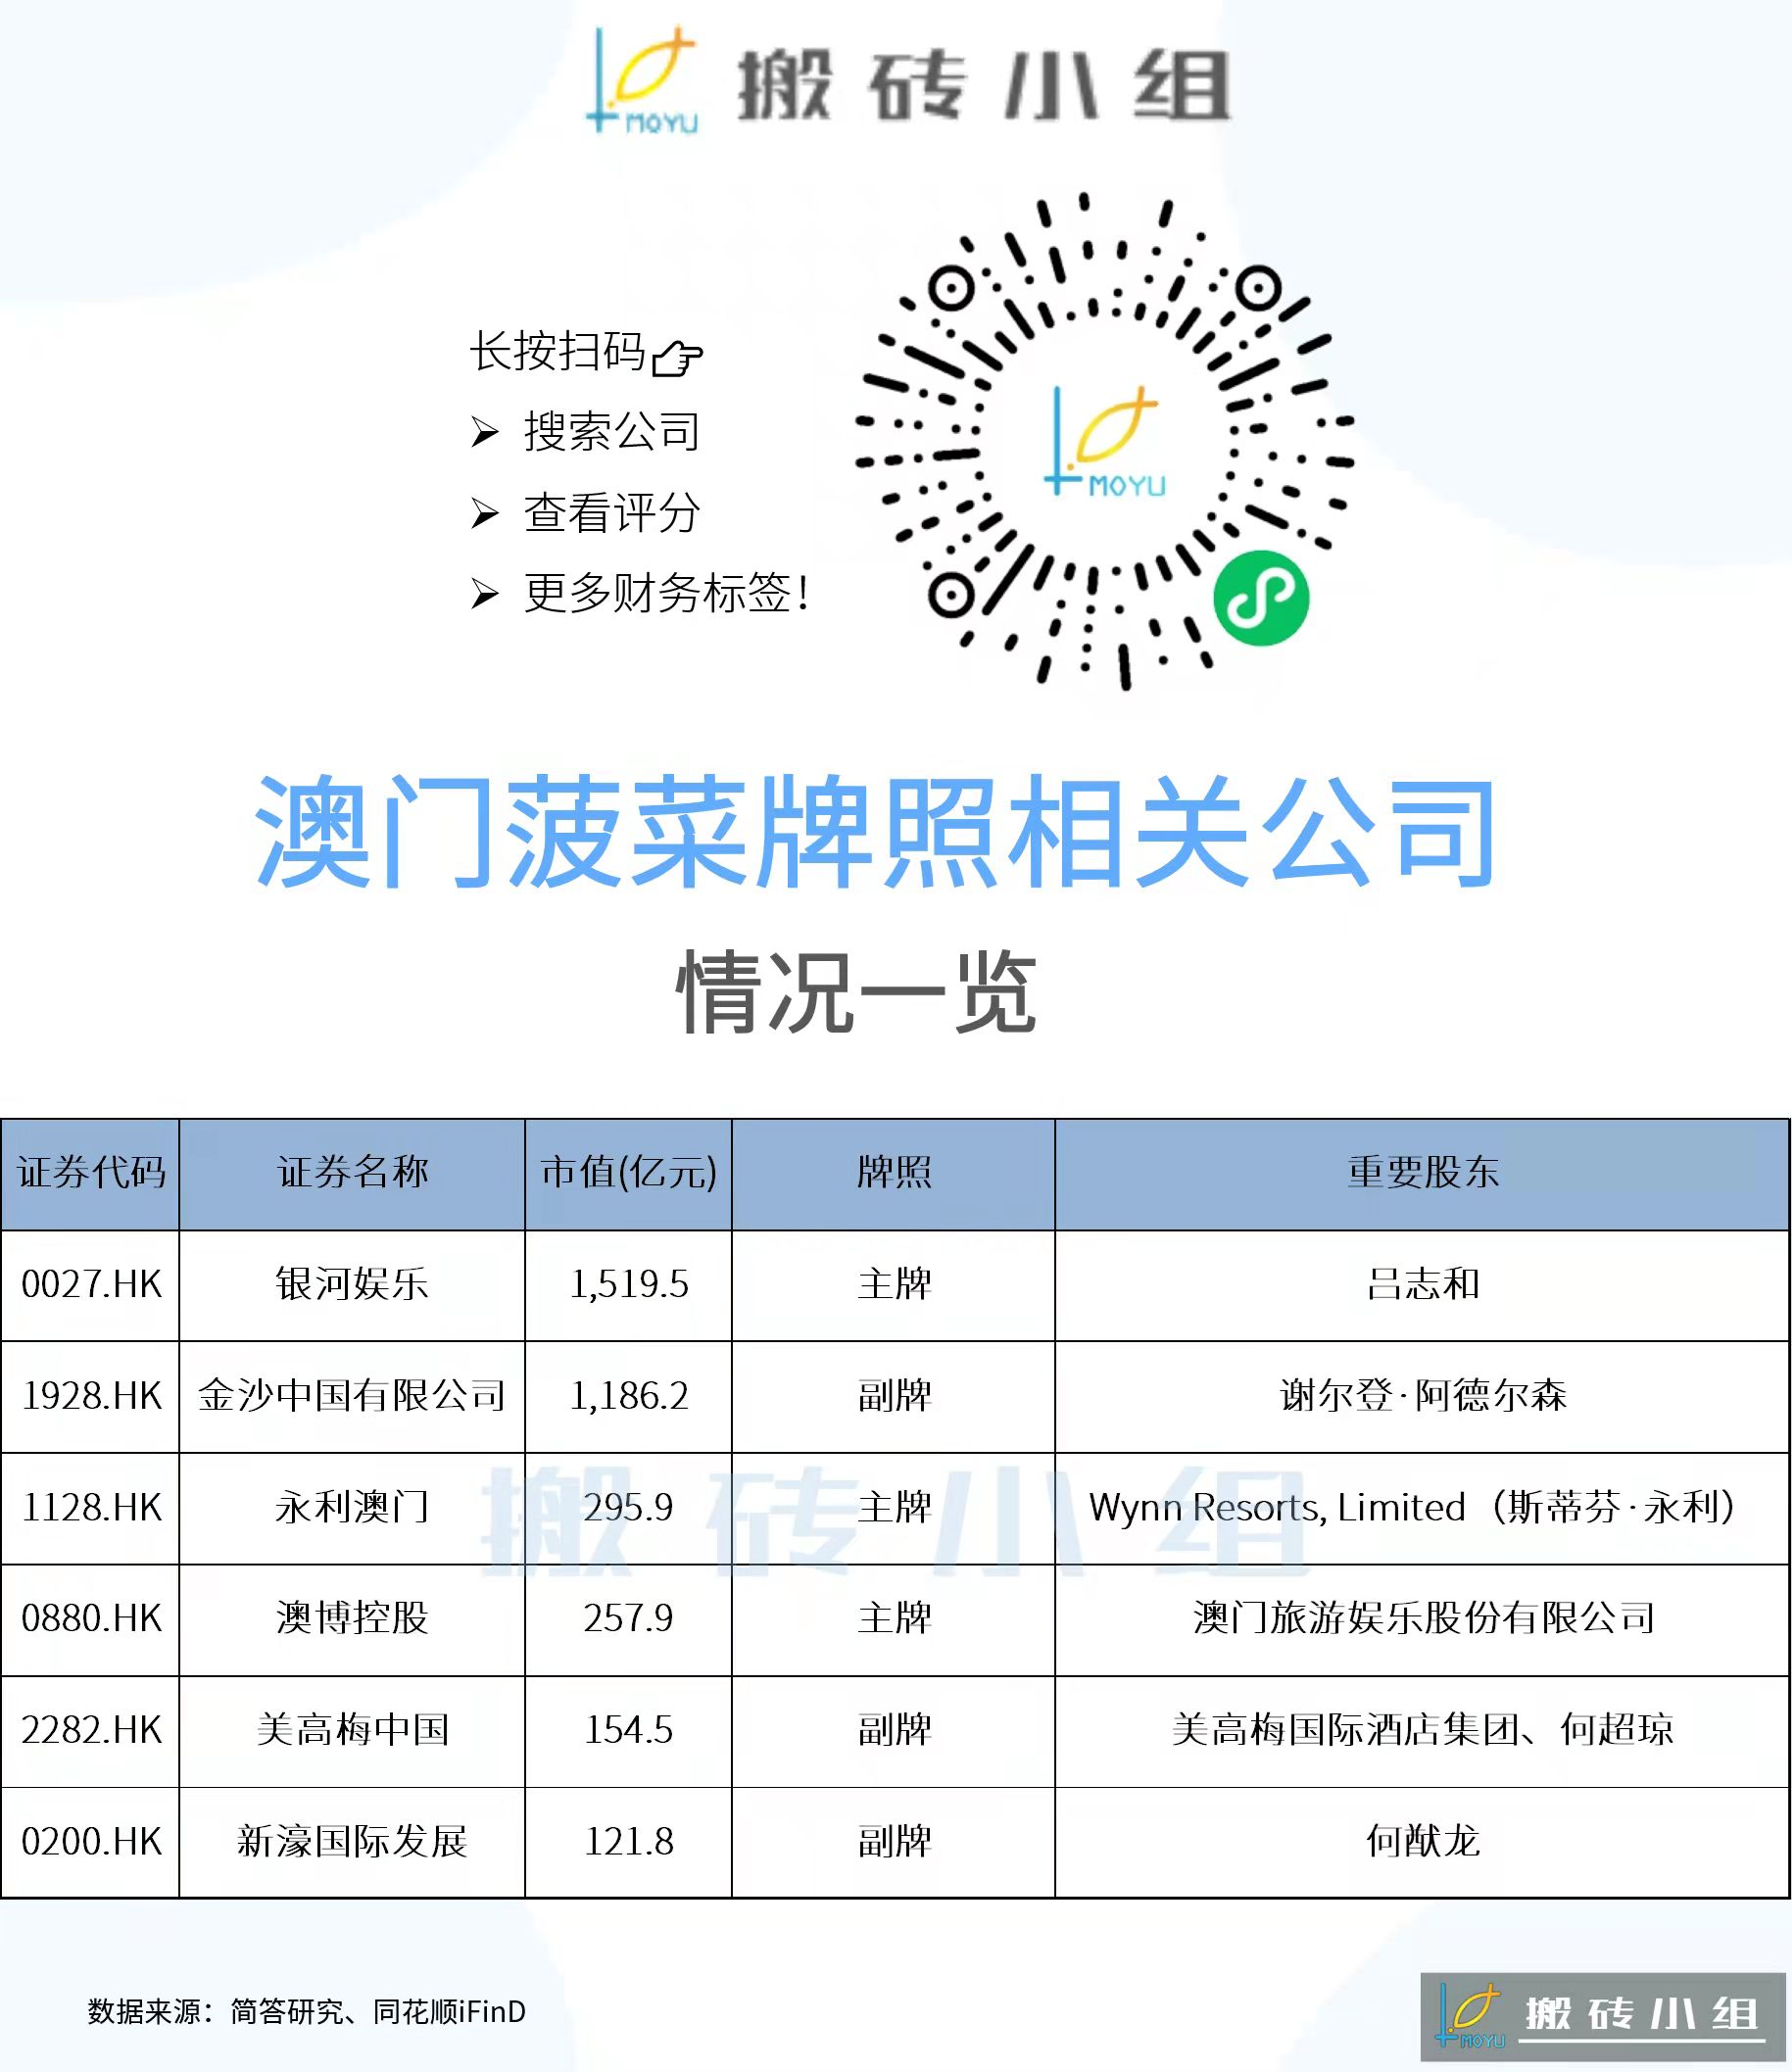 MOYU 搬砖小组
长按扫码
搜索公司
查看评分
更多财务标签！
MOYU
澳门菠菜牌照相关公司
情况一览
证券代码 证券名称 市值(亿元) 牌照 重要股东
0027.HK 银河娱乐 1,519.5 主牌 吕志和
1928.HK 金沙中国有限公司 1,186.2 副牌 谢尔登·阿德尔森
1128.HK 永利澳门 295.9 主牌 Wynn Resorts, Limited（斯蒂芬·永利）
搬砖小组
0880.HK 澳博控股 257.9 主牌 澳门旅游娱乐股份有限公司
2282.HK 美高梅中国 154.5 副牌 美高梅国际酒店集团、何超琼
0200.HK 新濠国际发展 121.8 副牌 何猷龙
数据来源：简答研究、同花顺iFinD
MOYU 搬砖小组